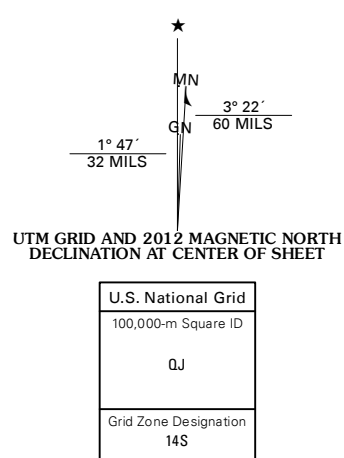 ★
MN
3° 22´
60 MILS
GN
1° 47´
32 MILS
UTM GRID AND 2012 MAGNETIC NORTH
DECLINATION AT CENTER OF SHEET
U.S. National Grid
100,000-m Square ID
QJ
Grid Zone Designation
14S